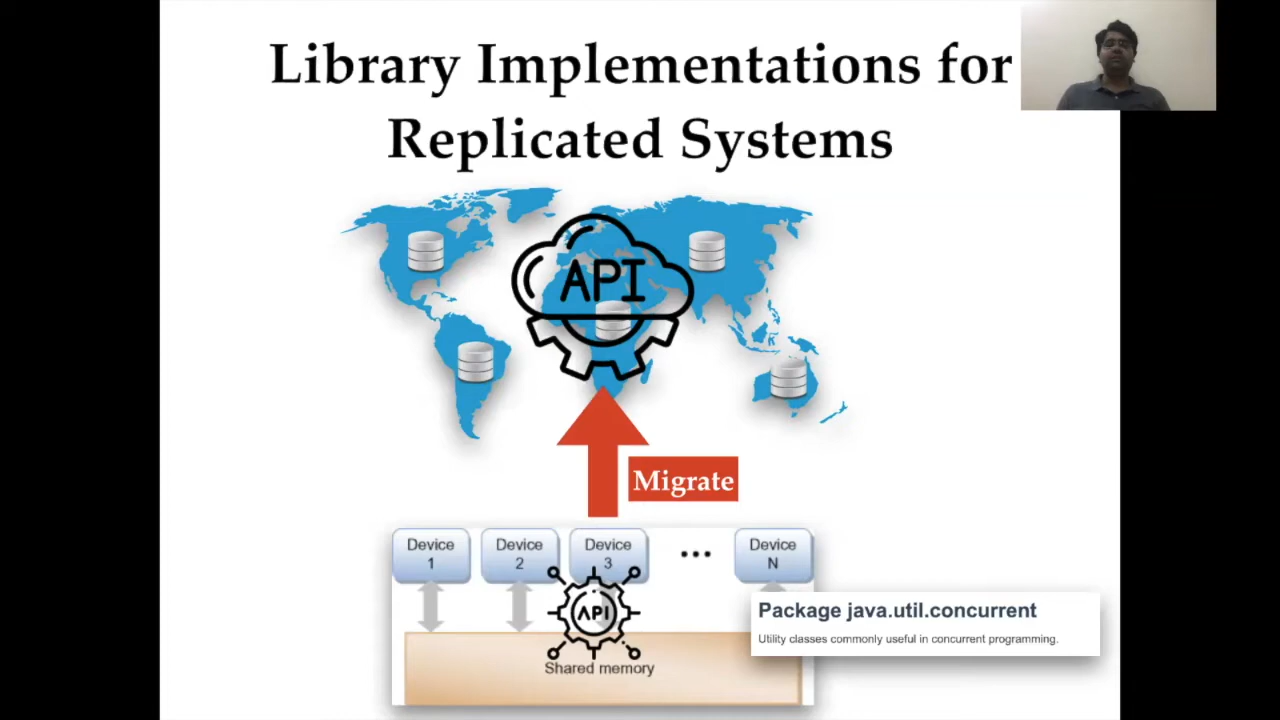 Library Implementations for
Replicated Systems
API
Migrate
Device 1
Device 2
Device 3
...
Device N
API
Shared memory
Package java.util.concurrent
Utility classes commonly useful in concurrent programming.